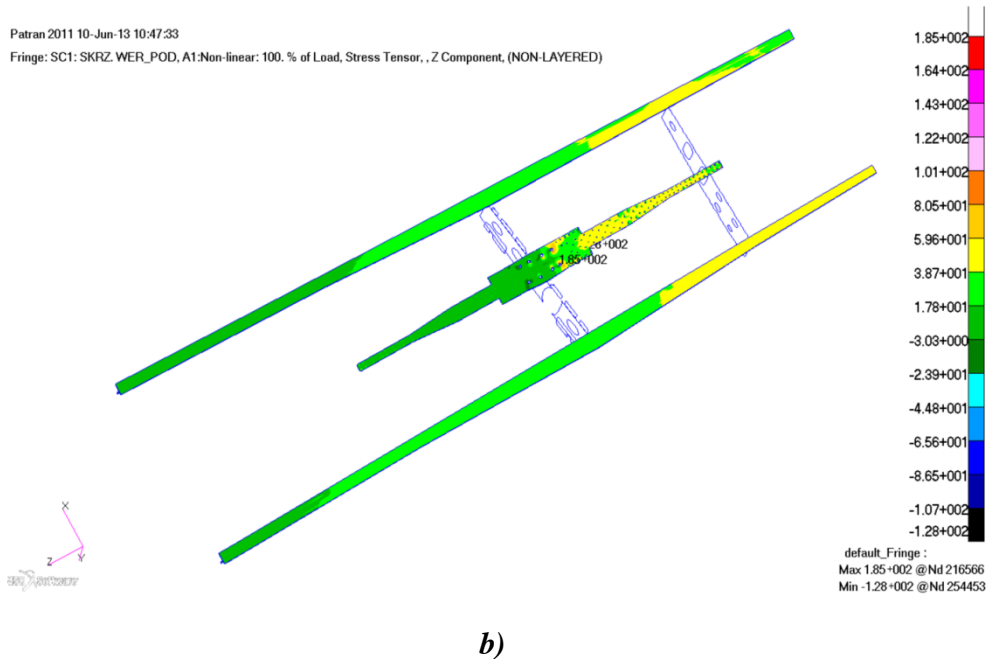 Patran 2011 10-Jun-13 10:47:33
Fringe: SC1: SKRZ. WER_POD, A1:Non-linear: 100. % of Load, Stress Tensor, , Z Component, (NON-LAYERED)
1.85+002
1.64+002
1.43+002
1.22+002
1.01+002
8.05+001
5.96+001
3.87+001
1.78+001
-3.03+000
-2.39+001
-4.48+001
-6.56+001
-8.65+001
-1.07+002
-1.28+002
1.85+002
X
Z
Y
default_Fringe :
Max 1.85+002 @Nd 216566
Min -1.28+002 @Nd 254453
b)